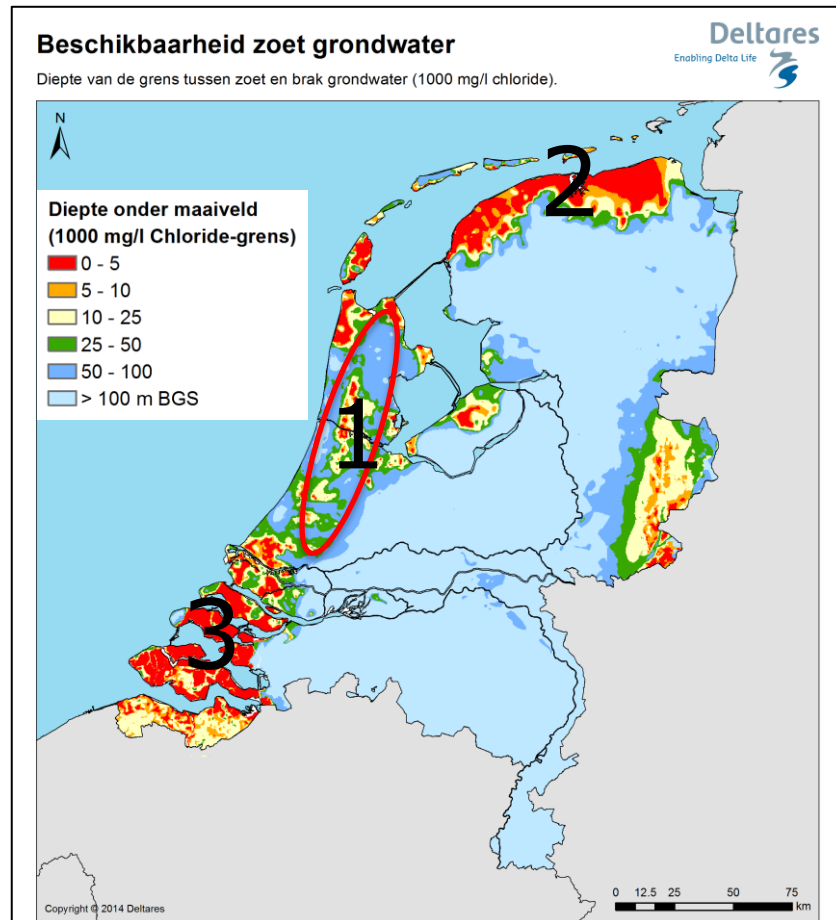 Beschikbaarheid zoet grondwater
Deltares
Enabling Delta Life
Diepte van de grens tussen zoet en brak grondwater (1000 mg/l chloride).
N
2
Diepte onder maaiveld
(1000 mg/l Chloride-grens)
0 - 5
5 - 10
10 - 25
25 - 50
50 - 100
> 100 m BGS
1
3
Copyright © 2014 Deltares
0 12.5 25 50 75
km